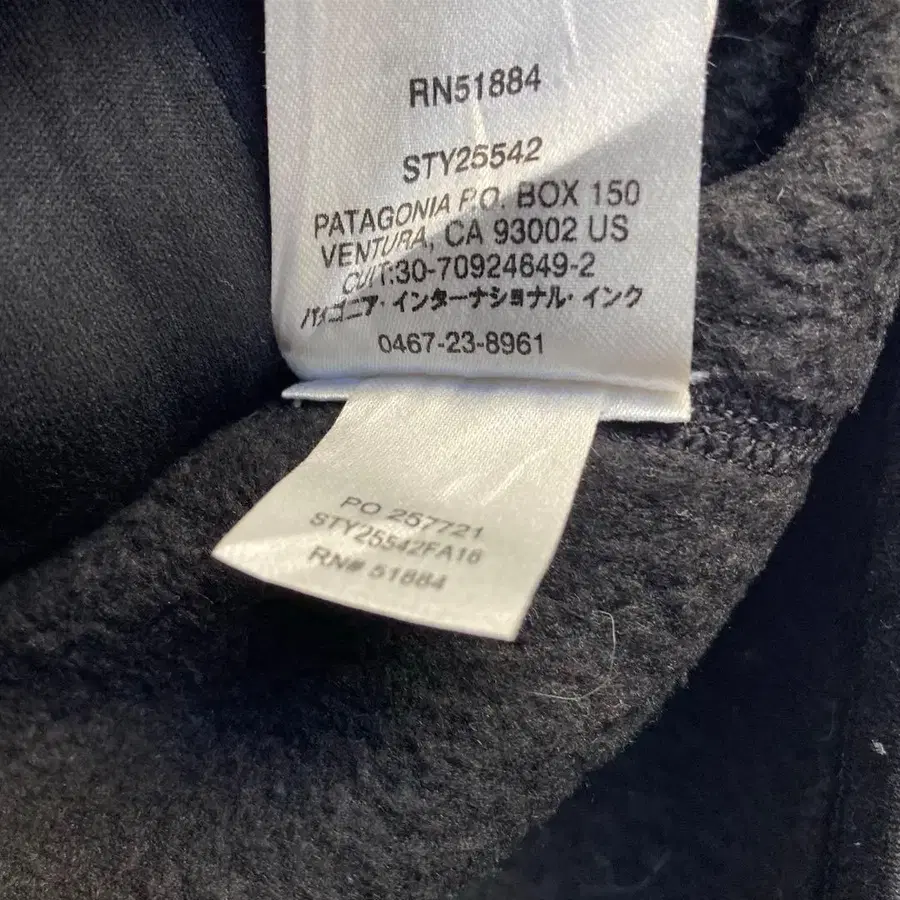 RN51884
STY25542
PATAGONIA P.O. BOX 150
VENTURA, CA 93002 US
CUIT:30-70924649-2
パタゴニア・インターナショナル・インク
0467-23-8961
PO 257721
STY25542FA16
RN# 51884